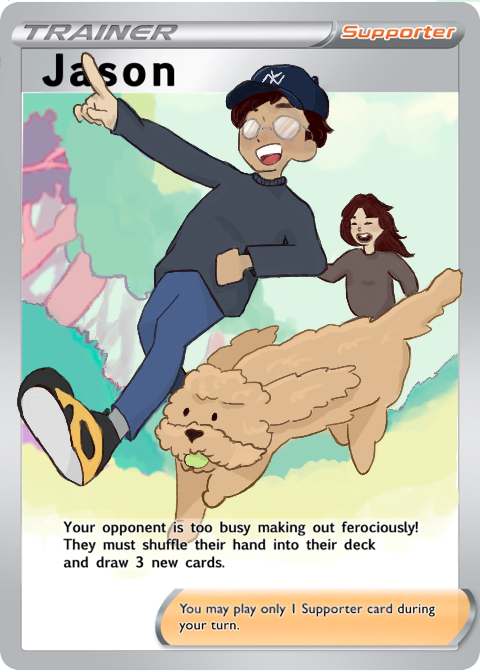 TRAINER Supporter
Jason
NY
Your opponent is too busy making out ferociously!
They must shuffle their hand into their deck
and draw 3 new cards.
You may play only 1 Supporter card during
your turn.